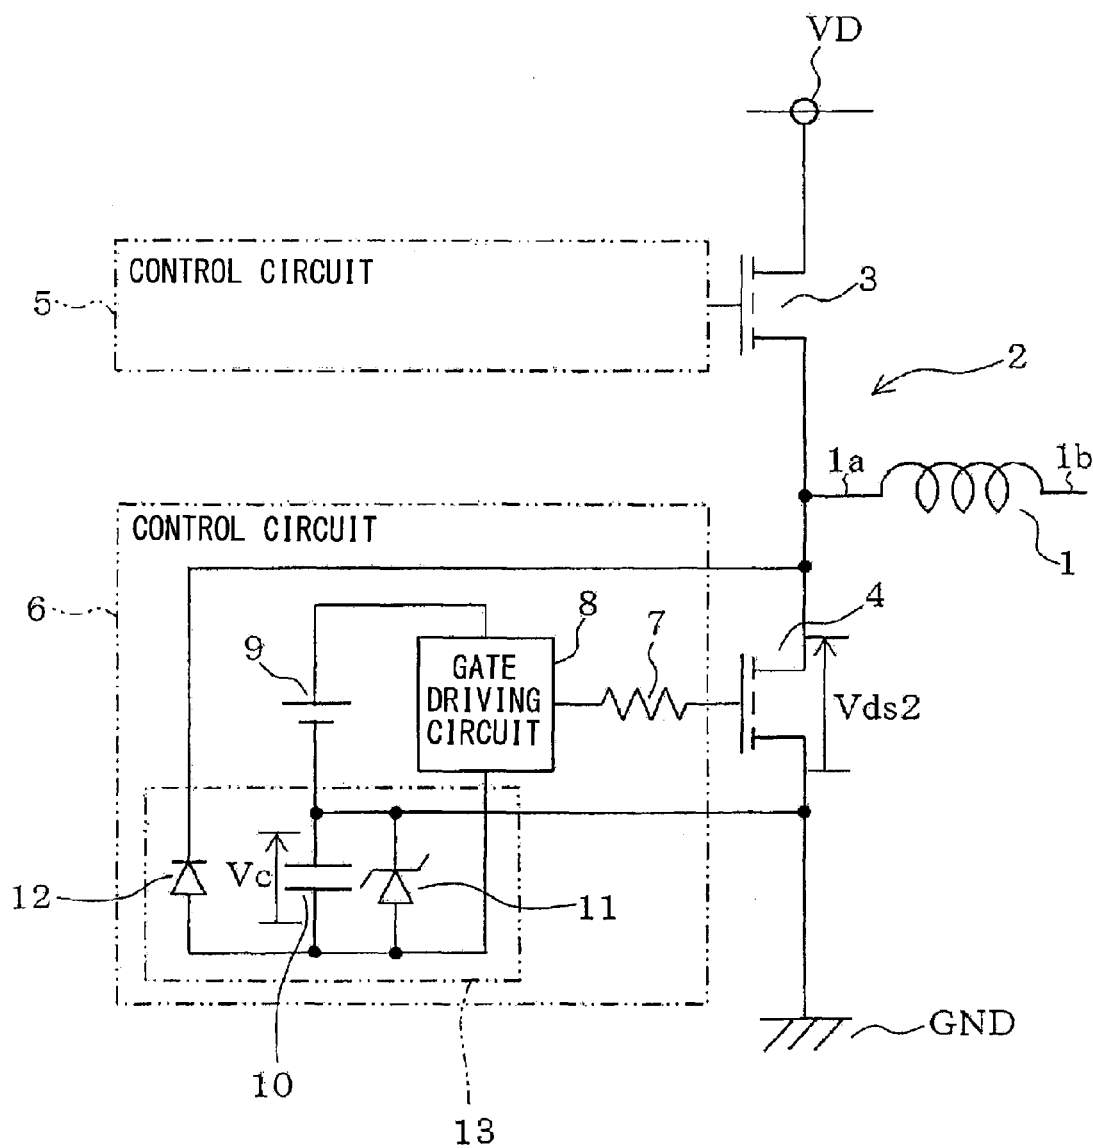 VD
CONTROL CIRCUIT
5
3
2
1a
1b
CONTROL CIRCUIT
1
6
8
7
4
9
GATE
DRIVING
CIRCUIT
Vds2
12
Vc
11
GND
10
13